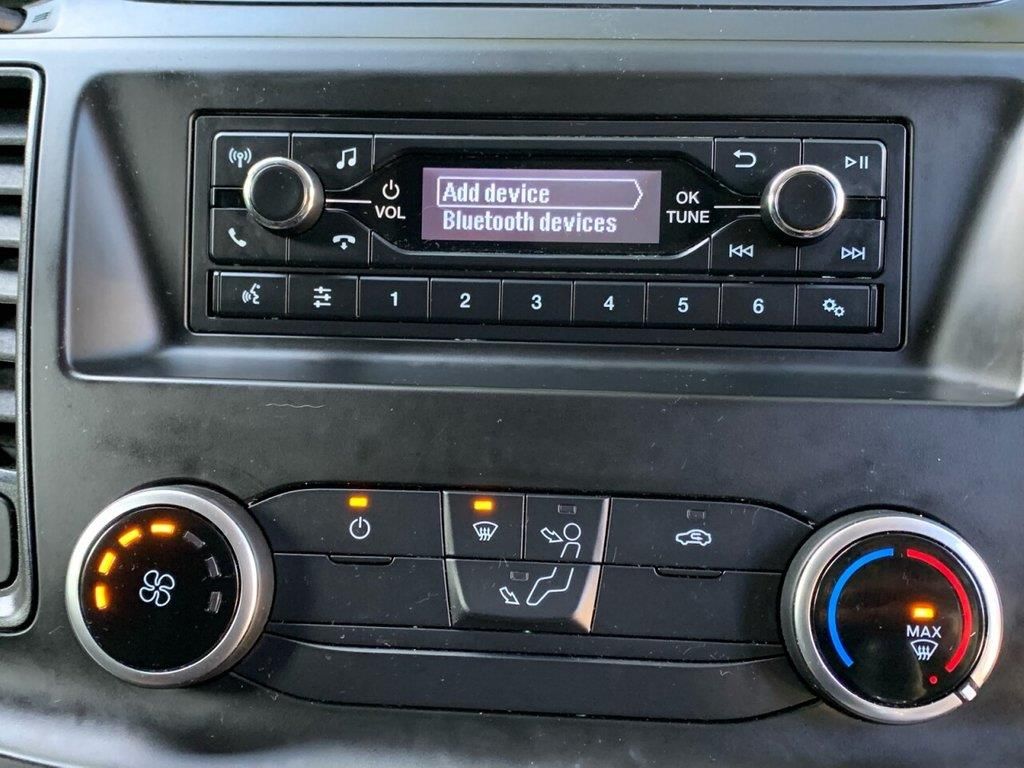 Add device
Bluetooth devices
VOL
OK
TUNE
1 2 3 4 5 6
MAX